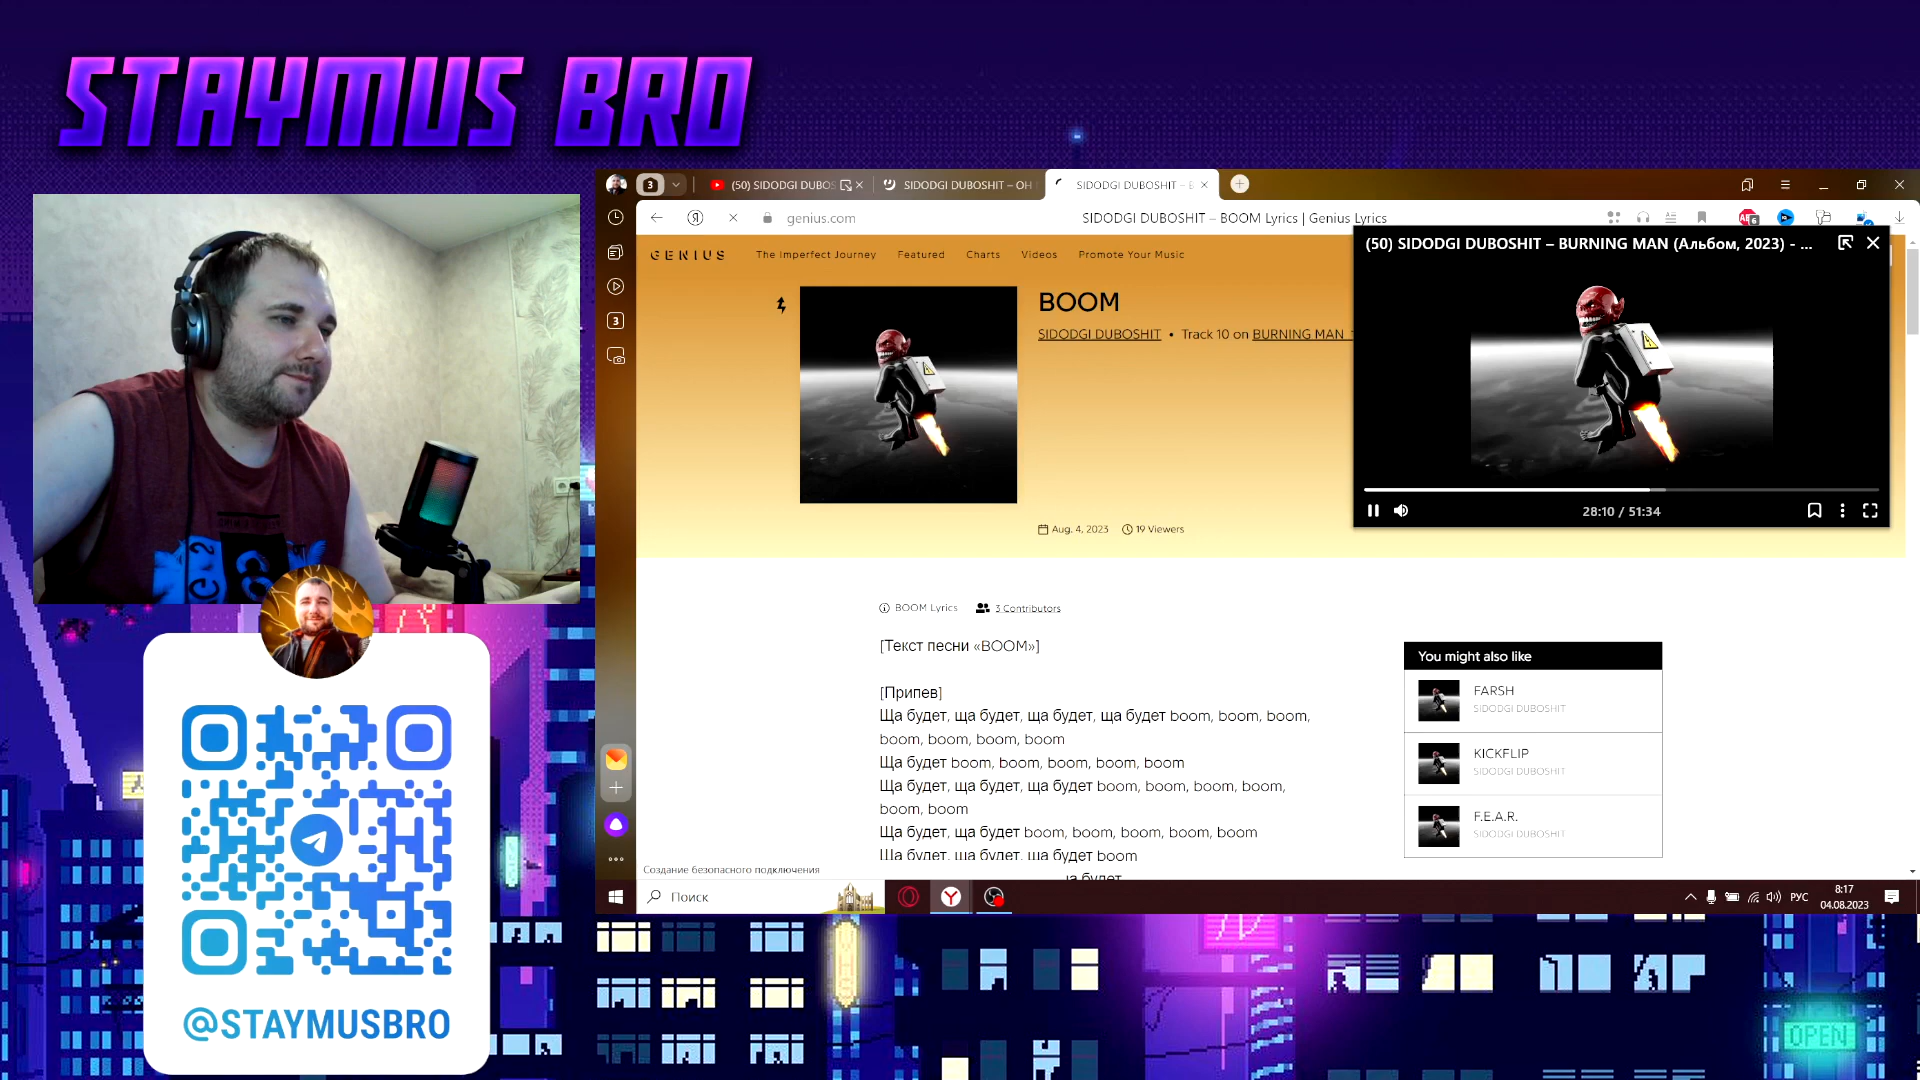 STAYMUS BRO
3
(50) SIDODGI DUBOS
SIDODGI DUBOSHIT – OH
SIDODGI DUBOSHIT –
genius.com
SIDODGI DUBOSHIT – BOOM Lyrics | Genius Lyrics
GENIUS
The Imperfect Journey
Featured
Charts
Videos
Promote Your Music
(50) SIDODGI DUBOSHIT – BURNING MAN (Альбом, 2023) - ...
3
BOOM
SIDODGI DUBOSHIT • Track 10 on BURNING MAN
28:10 / 51:34
Aug. 4, 2023
19 Viewers
BOOM Lyrics
3 Contributors
[Текст песни «BOOM»]
[Припев]
Ща будет, ща будет, ща будет, ща будет boom, boom, boom,
boom, boom, boom, boom
Ща будет boom, boom, boom, boom, boom
Ща будет, ща будет, ща будет boom, boom, boom, boom,
boom, boom
Ща будет, ща будет boom, boom, boom, boom, boom
Ща будет, ща будет, ща будет boom
ща будет
You might also like
FARSH
SIDODGI DUBOSHIT
KICKFLIP
SIDODGI DUBOSHIT
F.E.A.R.
SIDODGI DUBOSHIT
Создание безопасного подключения
Поиск
РУС
8:17
04.08.2023
@STAYMUSBRO
OPEN